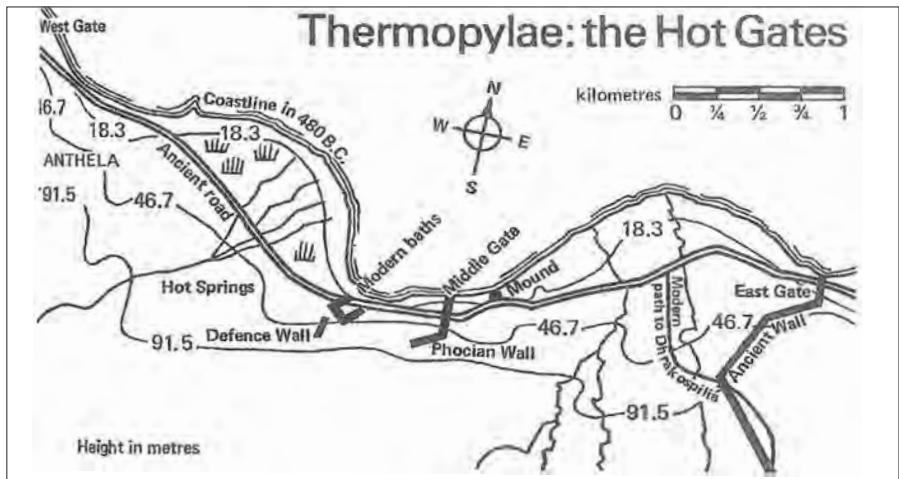 Thermopylae: the Hot Gates
West Gate
kilometres
0 ¼ ½ ¾ 1
N
W
E
S
Coastline in 480 B.C.
18.3
18.3
ANTHELA
Ancient road
46.7
91.5
Hot Springs
Modern baths
Middle Gate
Mound
18.3
East Gate
Defence Wall
Phocian Wall
46.7
Modern path to Dhrakospilia
46.7
Ancient Wall
91.5
91.5
Height in metres